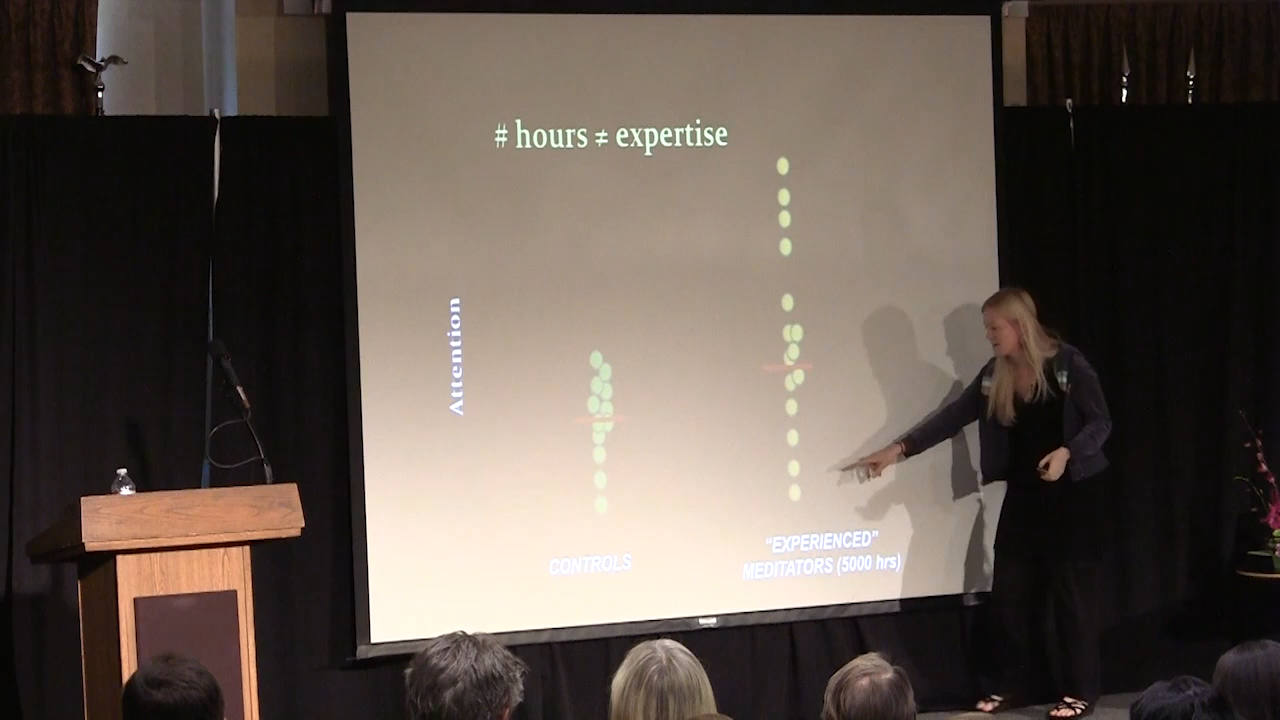 # hours ≠ expertise
Attention
CONTROLS
“EXPERIENCED”
MEDITATORS (5000 hrs)